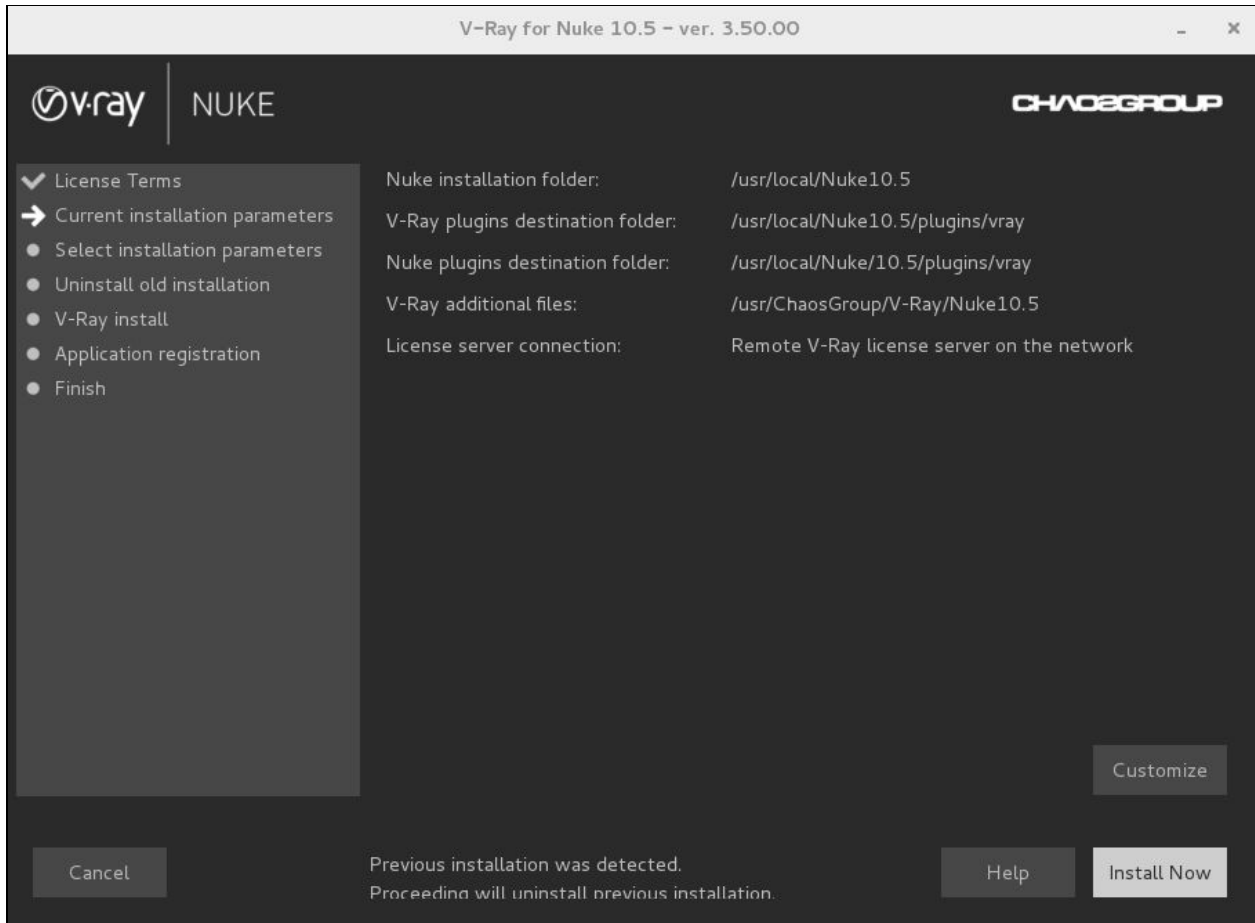 V-Ray for Nuke 10.5 – ver. 3.50.00
v·ray NUKE
CHAOSGROUP
License Terms
Current installation parameters
Select installation parameters
Uninstall old installation
V-Ray install
Application registration
Finish
Nuke installation folder: /usr/local/Nuke10.5
V-Ray plugins destination folder: /usr/local/Nuke10.5/plugins/vray
Nuke plugins destination folder: /usr/local/Nuke/10.5/plugins/vray
V-Ray additional files: /usr/ChaosGroup/V-Ray/Nuke10.5
License server connection: Remote V-Ray license server on the network
Customize
Cancel
Previous installation was detected.
Proceeding will uninstall previous installation.
Help
Install Now